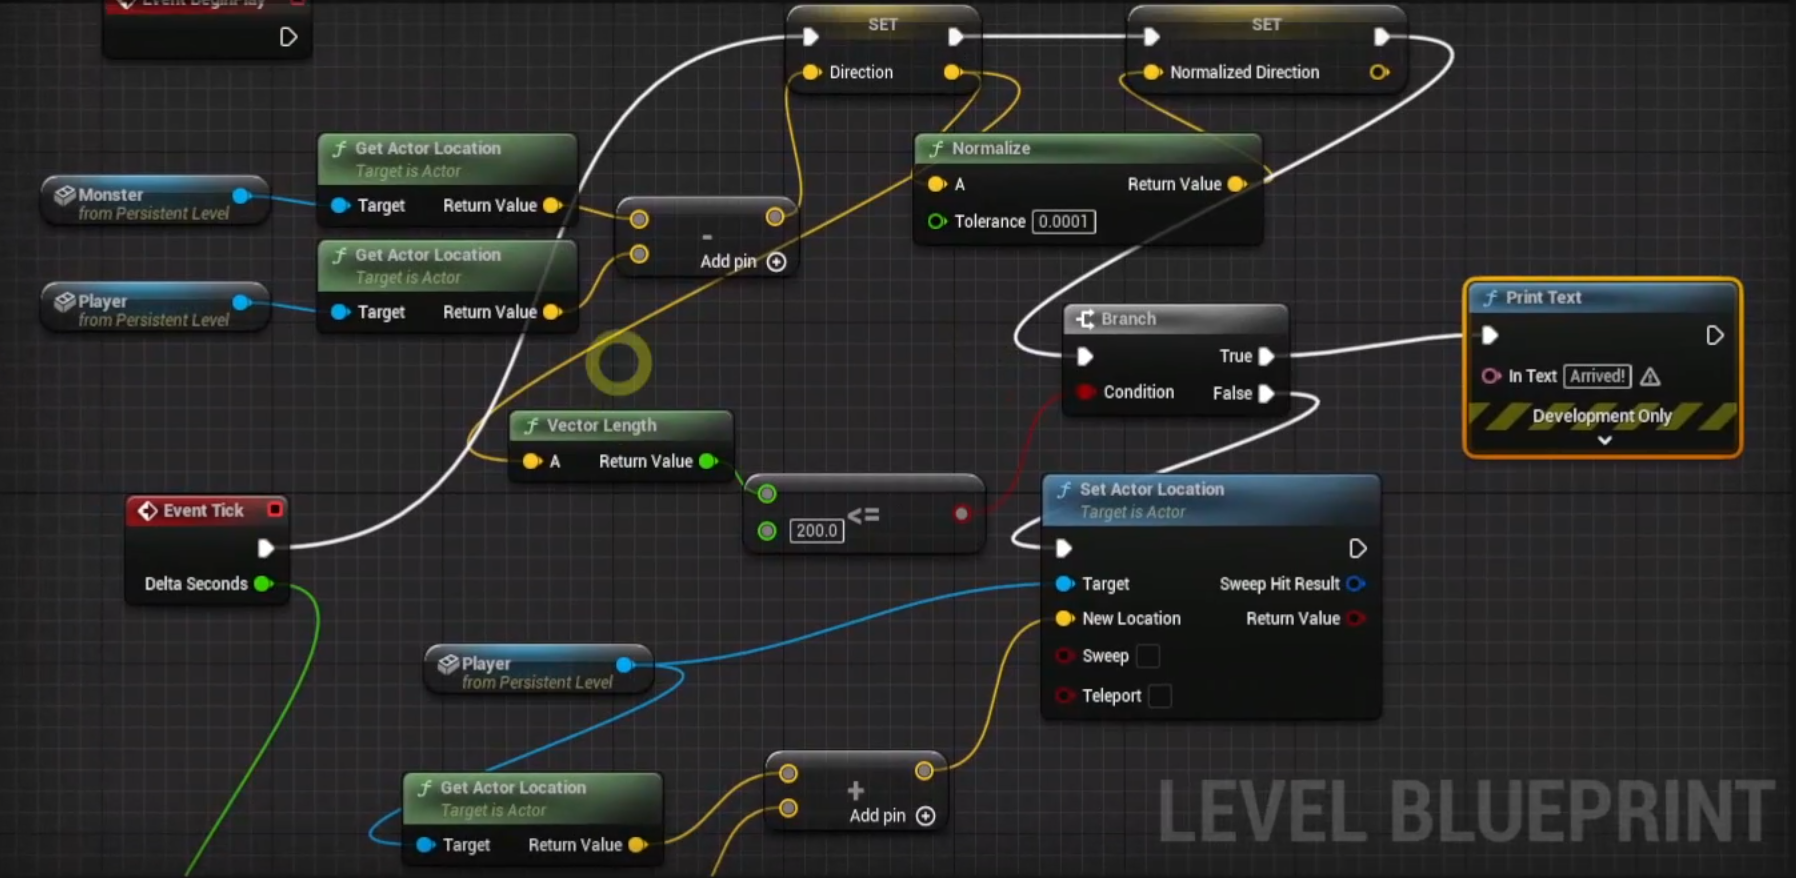 Event BeginPlay
SET
Direction
SET
Normalized Direction
Get Actor Location
Target is Actor
Target
Return Value
Monster
from Persistent Level
Normalize
A
Return Value
Tolerance 0.0001
-
Add pin
Get Actor Location
Target is Actor
Target
Return Value
Player
from Persistent Level
Branch
True
Condition
False
Print Text
In Text Arrived!
Development Only
Vector Length
A
Return Value
200.0
<=
Event Tick
Delta Seconds
Set Actor Location
Target is Actor
Target
Sweep Hit Result
New Location
Return Value
Sweep
Teleport
Player
from Persistent Level
Get Actor Location
Target is Actor
Target
Return Value
+
Add pin
LEVEL BLUEPRINT